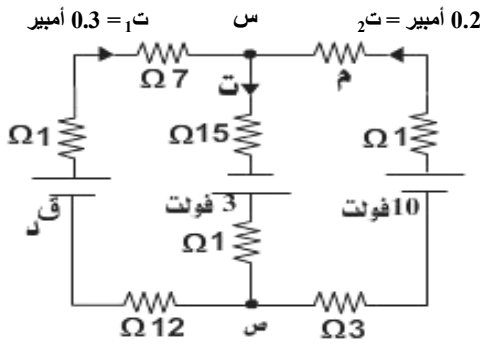 ت1 = 0.3 أمبير
س
0.2 أمبير = ت2
Ω 7
ت
م
Ω1
Ω15
Ω1
ق د
3 فولت
10فولت
Ω1
Ω 12
ص
Ω3